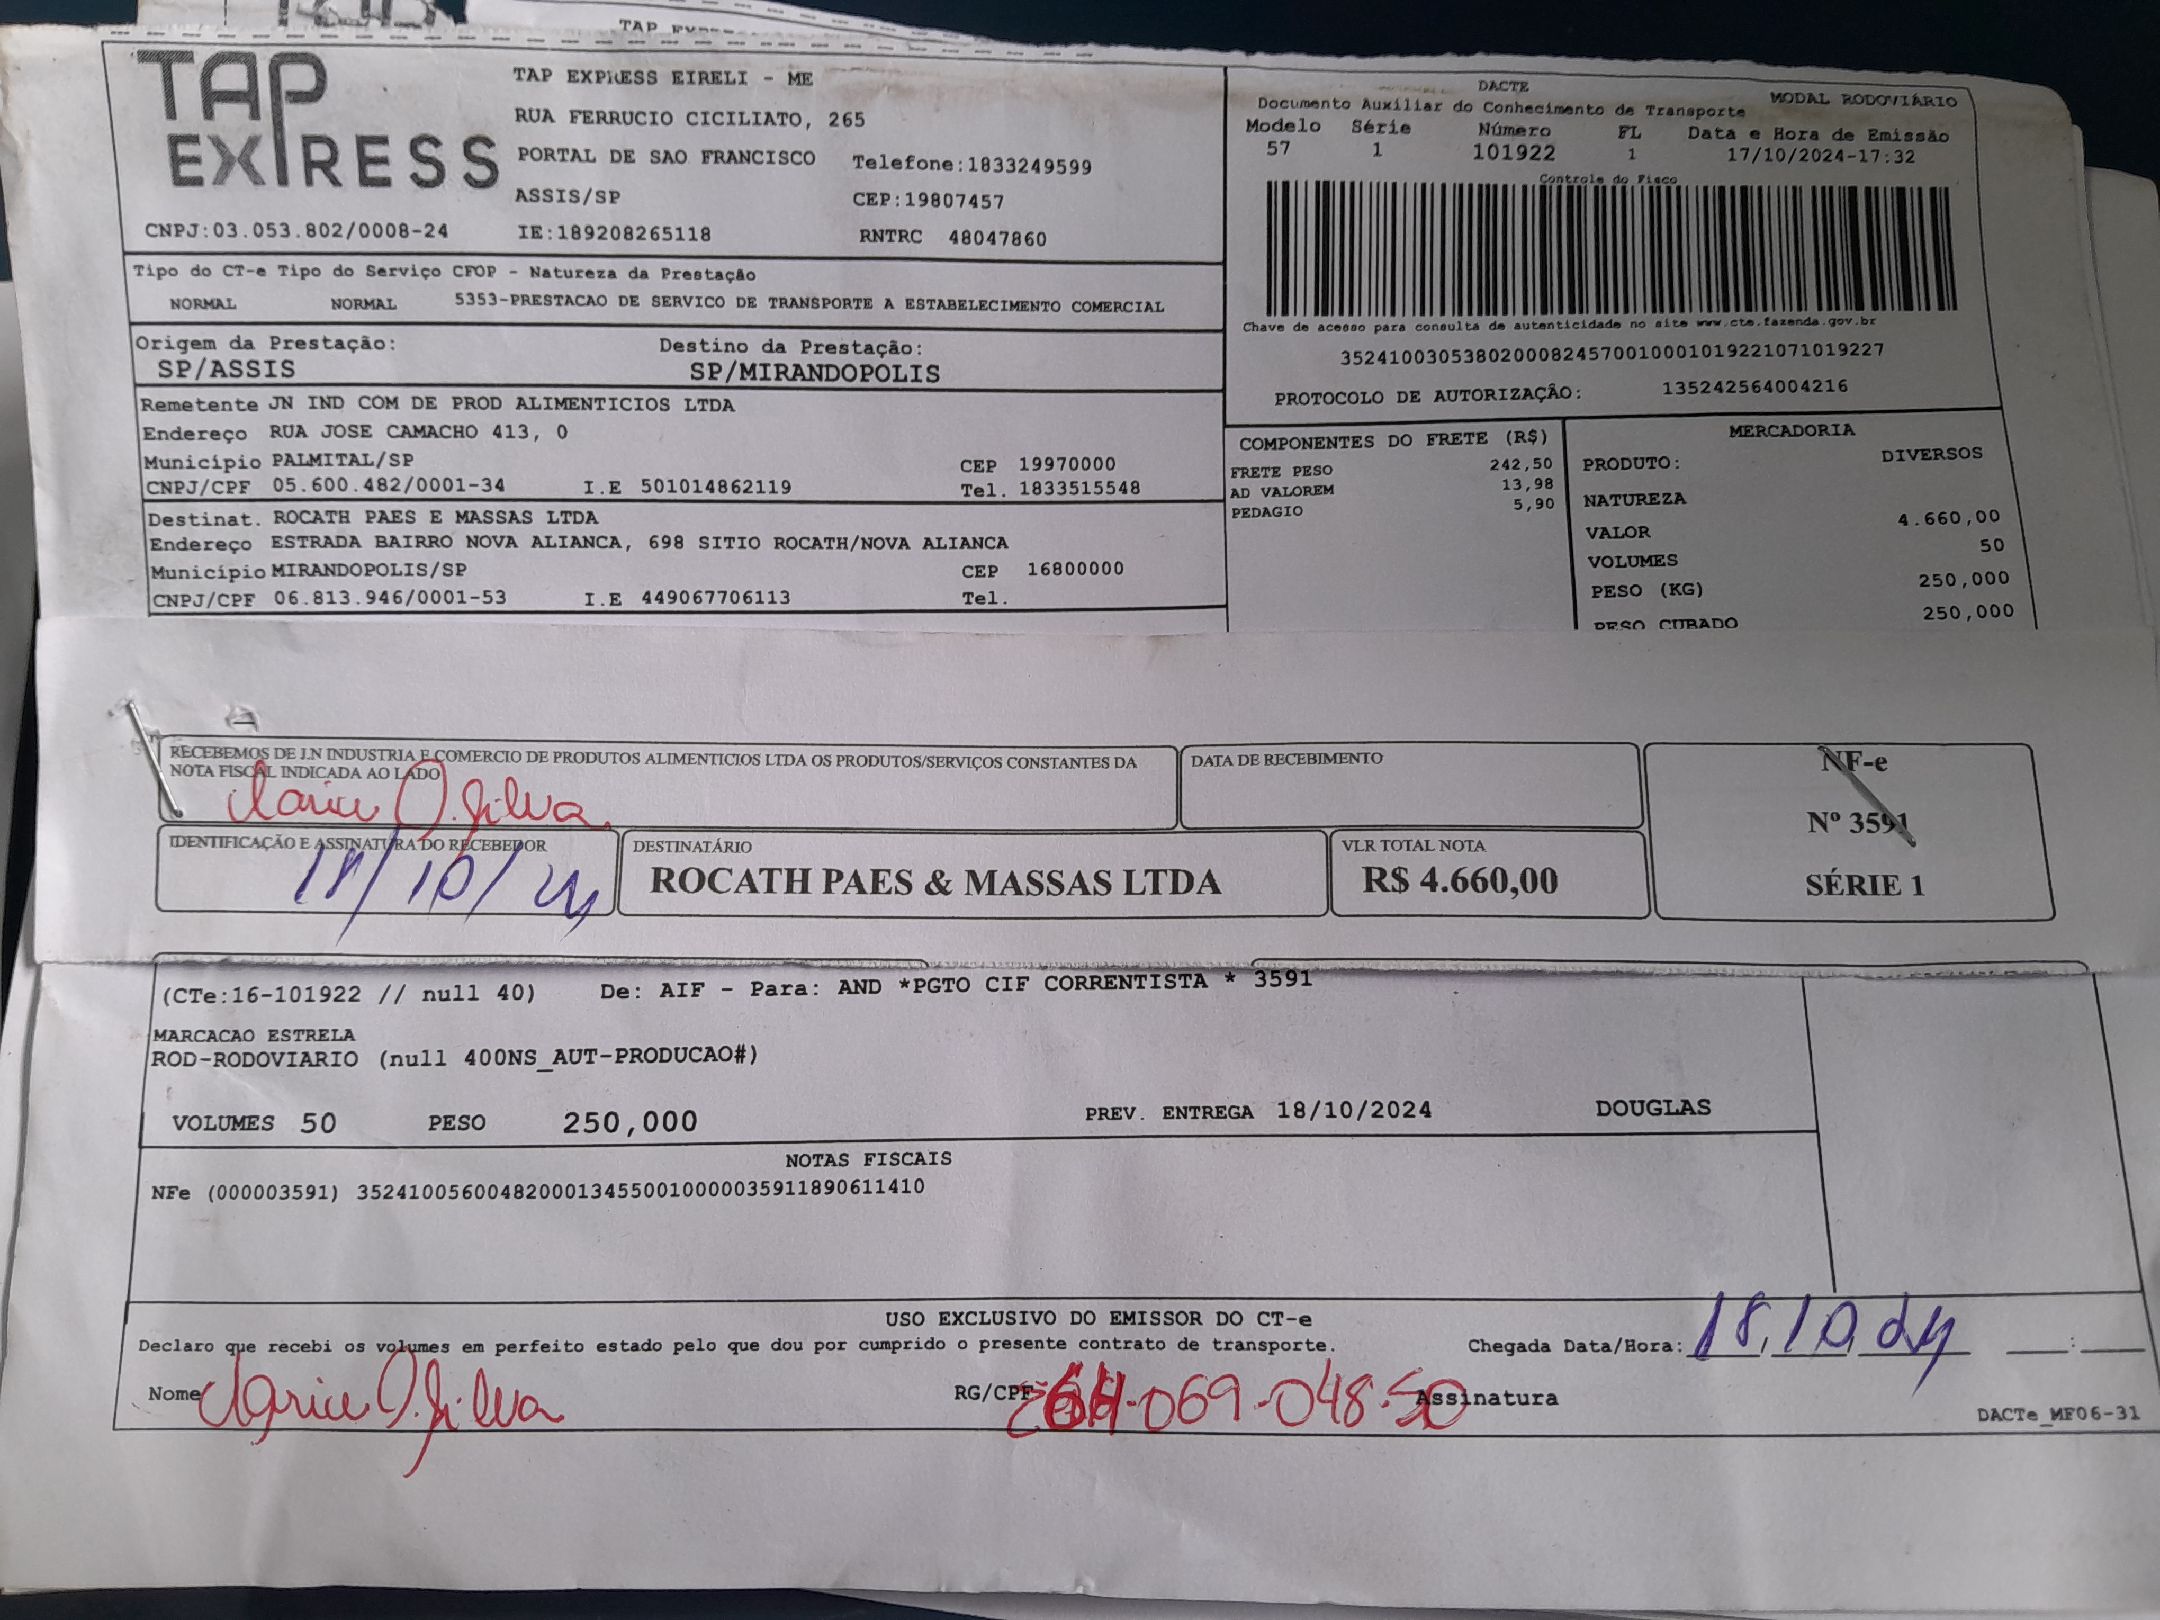 TAP EXPRESS
TAP EXPRESS EIRELI - ME
RUA FERRUCIO CICILIATO, 265
PORTAL DE SAO FRANCISCO Telefone:1833249599
ASSIS/SP CEP:19807457
CNPJ:03.053.802/0008-24 IE:189208265118 RNTRC 48047860
DACTE
Documento Auxiliar do Conhecimento de Transporte MODAL RODOVIÁRIO
Modelo Série Número FL Data e Hora de Emissão
57 1 101922 1 17/10/2024-17:32
Controle do Fisco
Chave de acesso para consulta de autenticidade no site www.cte.fazenda.gov.br
35241003053802000824570010001019221071019227
PROTOCOLO DE AUTORIZAÇÃO: 135242564004216
Tipo do CT-e Tipo do Serviço CFOP - Natureza da Prestação
NORMAL NORMAL 5353-PRESTACAO DE SERVICO DE TRANSPORTE A ESTABELECIMENTO COMERCIAL
Origem da Prestação: Destino da Prestação:
SP/ASSIS SP/MIRANDOPOLIS
Remetente JN IND COM DE PROD ALIMENTICIOS LTDA
Endereço RUA JOSE CAMACHO 413, 0
Município PALMITAL/SP CEP 19970000
CNPJ/CPF 05.600.482/0001-34 I.E 501014862119 Tel. 1833515548
Destinat. ROCATH PAES E MASSAS LTDA
Endereço ESTRADA BAIRRO NOVA ALIANCA, 698 SITIO ROCATH/NOVA ALIANCA
Município MIRANDOPOLIS/SP CEP 16800000
CNPJ/CPF 06.813.946/0001-53 I.E 449067706113 Tel.
COMPONENTES DO FRETE (R$)
FRETE PESO 242,50
AD VALOREM 13,98
PEDAGIO 5,90
MERCADORIA
PRODUTO: DIVERSOS
NATUREZA
VALOR 4.660,00
VOLUMES 50
PESO (KG) 250,000
PESO CUBADO 250,000
RECEBEMOS DE J.N INDUSTRIA E COMERCIO DE PRODUTOS ALIMENTICIOS LTDA OS PRODUTOS/SERVIÇOS CONSTANTES DA
NOTA FISCAL INDICADA AO LADO
DATA DE RECEBIMENTO
NF-e
Nº 3591
SÉRIE 1
O. Silva
IDENTIFICAÇÃO E ASSINATURA DO RECEBEDOR
18/10/24
DESTINATÁRIO
ROCATH PAES & MASSAS LTDA
VLR TOTAL NOTA
R$ 4.660,00
(CTe:16-101922 // null 40) De: AIF - Para: AND *PGTO CIF CORRENTISTA * 3591
MARCACAO ESTRELA
ROD-RODOVIARIO (null 400NS_AUT-PRODUCAO#)
VOLUMES 50 PESO 250,000 PREV. ENTREGA 18/10/2024 DOUGLAS
NOTAS FISCAIS
NFe (000003591) 35241005600482000134550010000035911890611410
USO EXCLUSIVO DO EMISSOR DO CT-e
Declaro que recebi os volumes em perfeito estado pelo que dou por cumprido o presente contrato de transporte. Chegada Data/Hora: 18 10 24 :
Nome O. Silva RG/CPF 069-048-50 Assinatura
DACTe_MF06-31